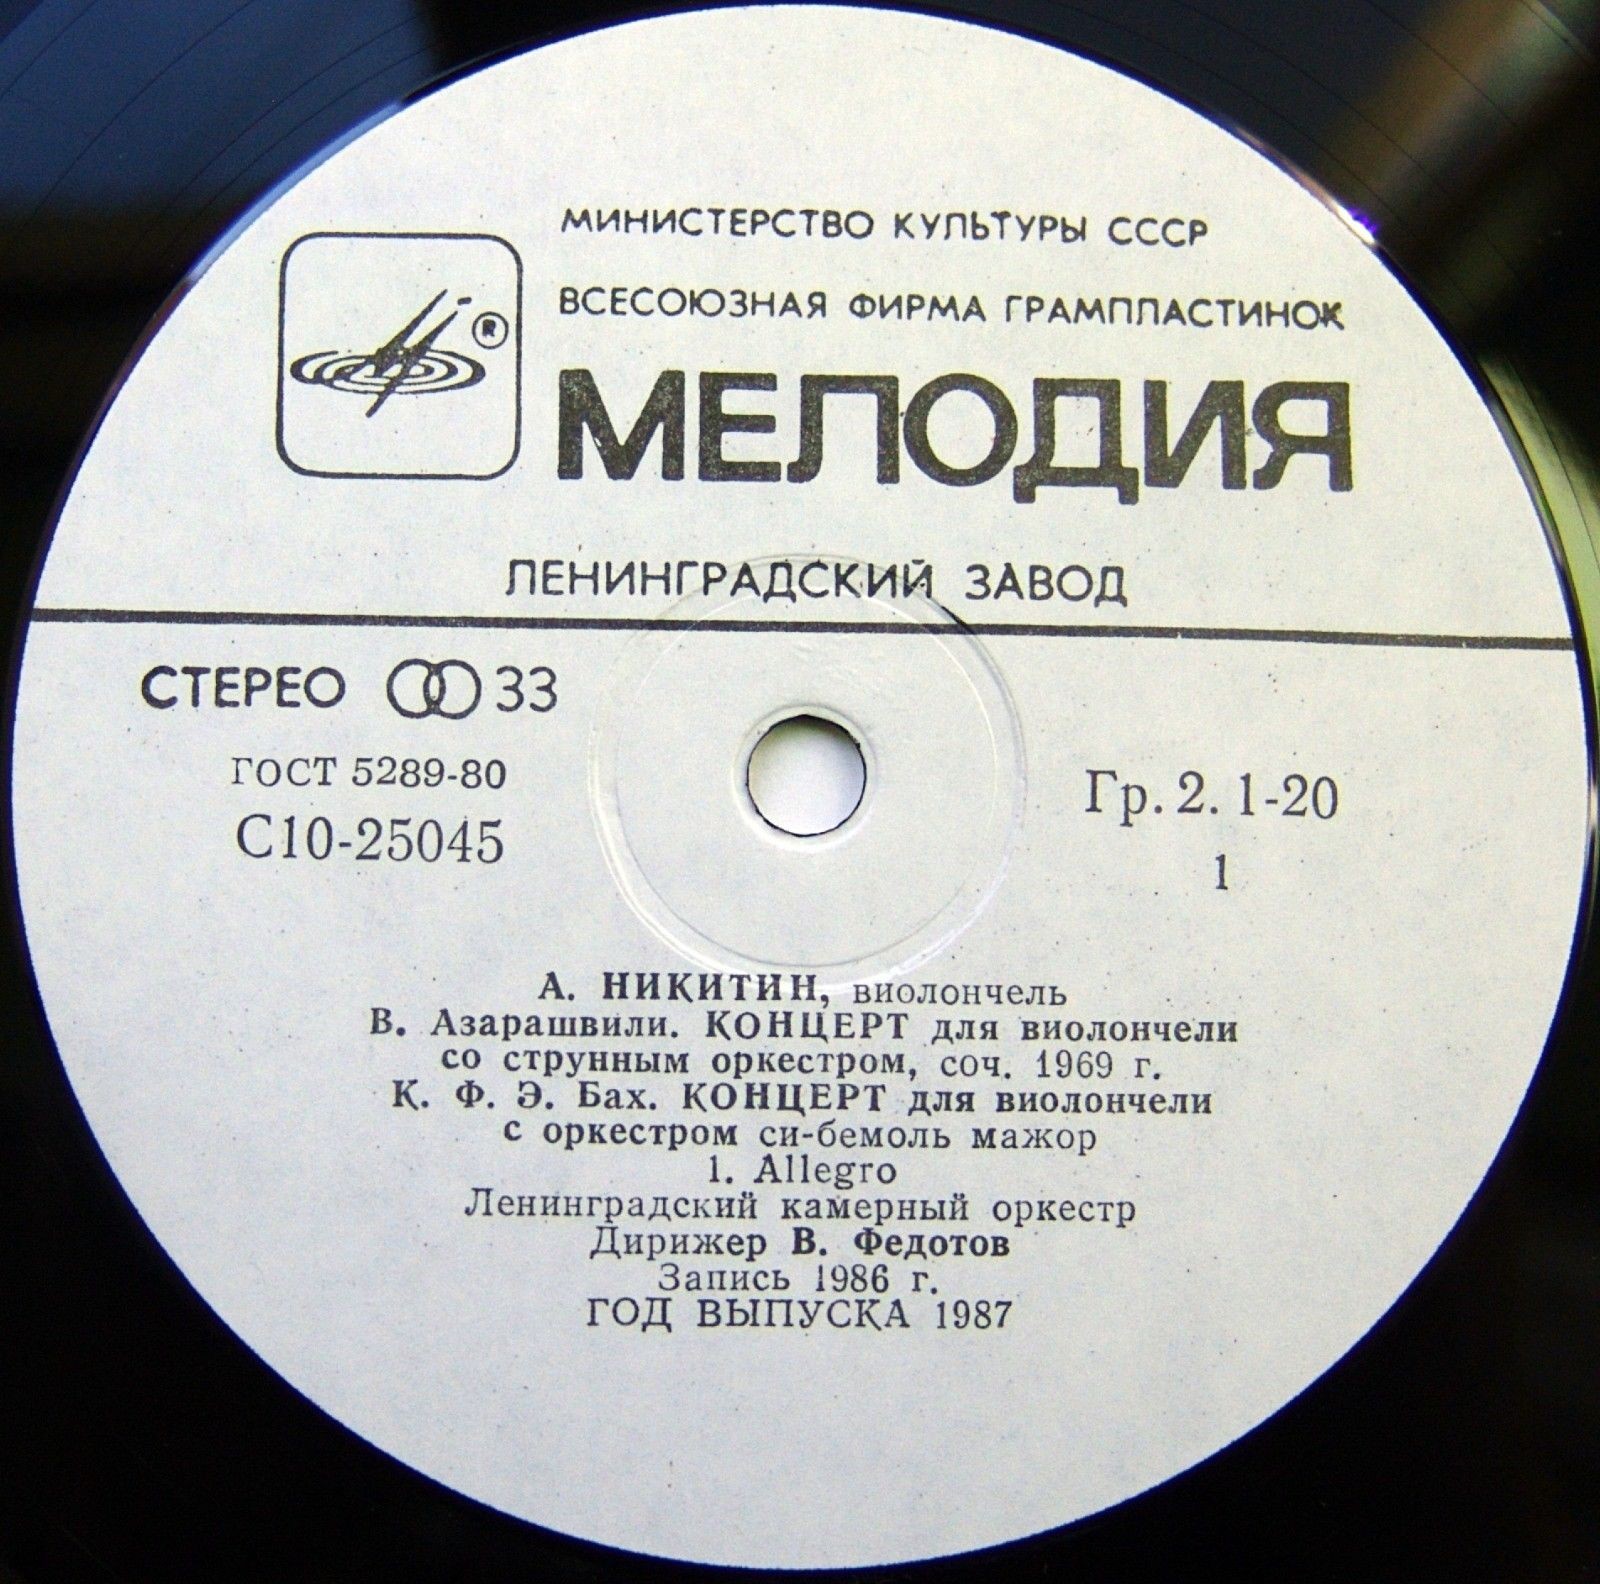 МИНИСТЕРСТВО КУЛЬТУРЫ СССР
ВСЕСОЮЗНАЯ ФИРМА ГРАМПЛАСТИНОК
®
МЕЛОДИЯ
ЛЕНИНГРАДСКИЙ ЗАВОД
СТЕРЕО 33
ГОСТ 5289-80
С10-25045
Гр. 2. 1-20
1
А. НИКИТИН, виолончель
В. Азарашвили. КОНЦЕРТ для виолончели
со струнным оркестром, соч. 1969 г.
К. Ф. Э. Бах. КОНЦЕРТ для виолончели
с оркестром си-бемоль мажор
1. Allegro
Ленинградский камерный оркестр
Дирижер В. Федотов
Запись 1986 г.
ГОД ВЫПУСКА 1987